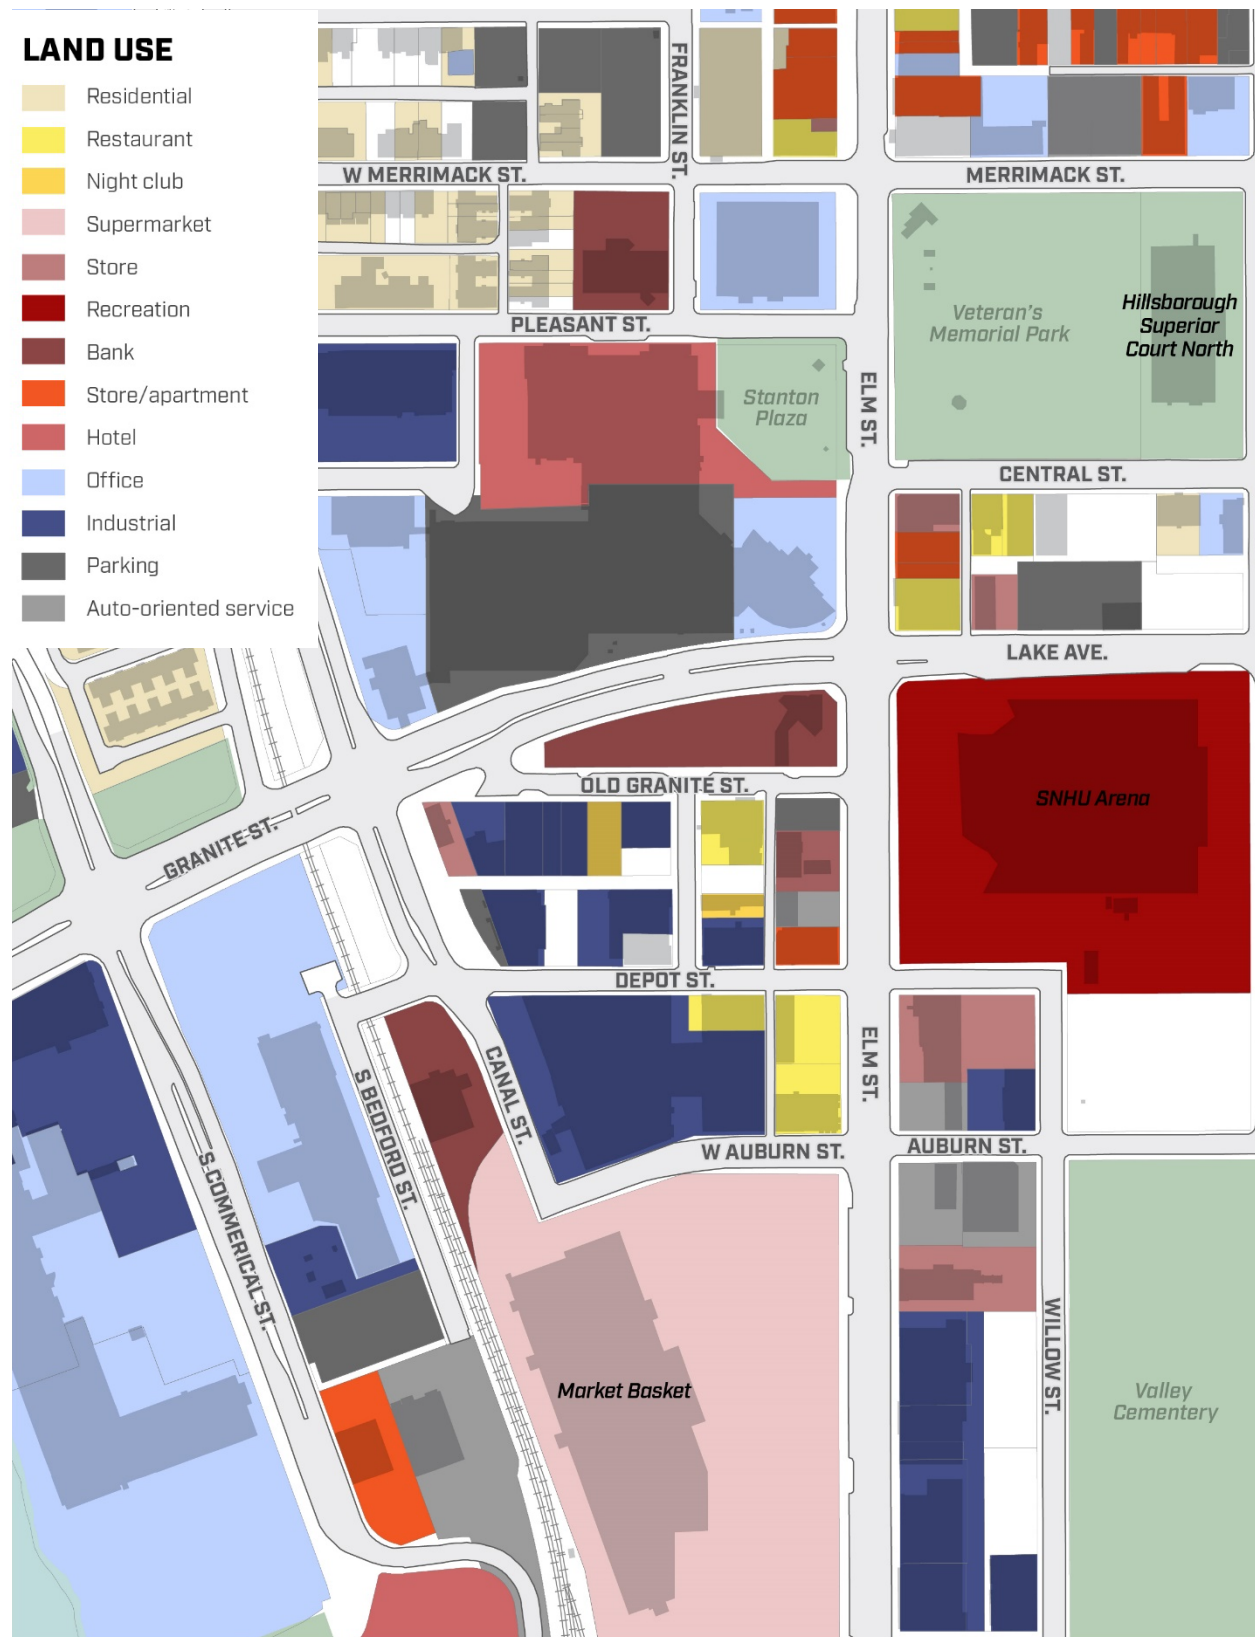 LAND USE
Residential
Restaurant
Night club
Supermarket
Store
Recreation
Bank
Store/apartment
Hotel
Office
Industrial
Parking
Auto-oriented service
FRANKLIN ST.
W MERRIMACK ST.
MERRIMACK ST.
Veteran's
Memorial Park
Hillsborough
Superior
Court North
PLEASANT ST.
Stanton
Plaza
ELM ST.
CENTRAL ST.
LAKE AVE.
OLD GRANITE ST.
SNHU Arena
GRANITE ST.
DEPOT ST.
CANAL ST.
S BEDFORD ST.
ELM ST.
W AUBURN ST.
AUBURN ST.
S COMMERICAL ST.
WILLOW ST.
Market Basket
Valley
Cementery